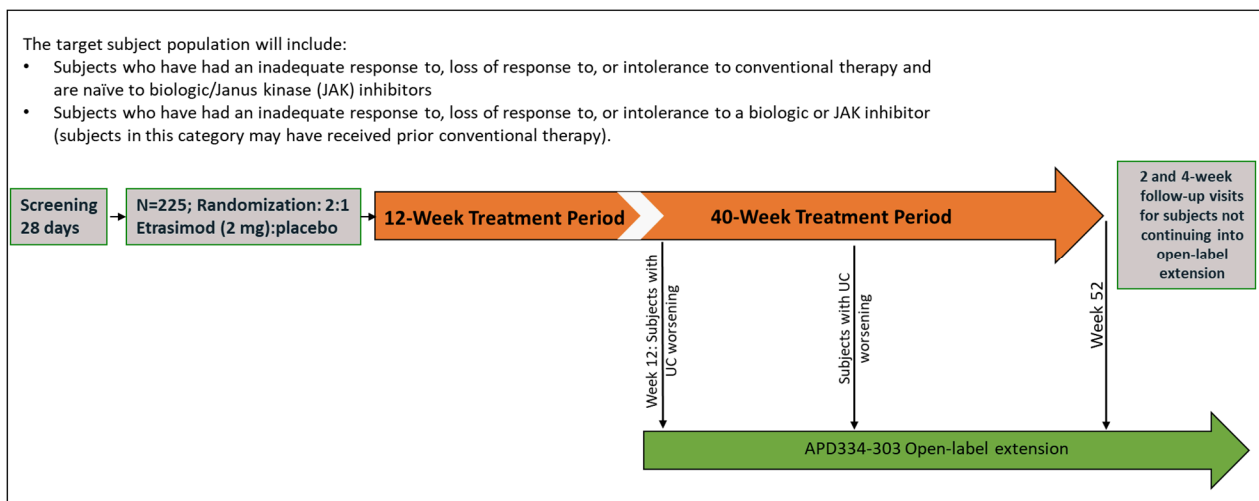 The target subject population will include:
• Subjects who have had an inadequate response to, loss of response to, or intolerance to conventional therapy and
are naïve to biologic/Janus kinase (JAK) inhibitors
• Subjects who have had an inadequate response to, loss of response to, or intolerance to a biologic or JAK inhibitor
(subjects in this category may have received prior conventional therapy).
Screening
28 days
N=225; Randomization: 2:1
Etrasimod (2 mg):placebo
12-Week Treatment Period
40-Week Treatment Period
2 and 4-week
follow-up visits
for subjects not
continuing into
open-label
extension
Week 12: Subjects with
UC worsening
Subjects with UC
worsening
Week 52
APD334-303 Open-label extension